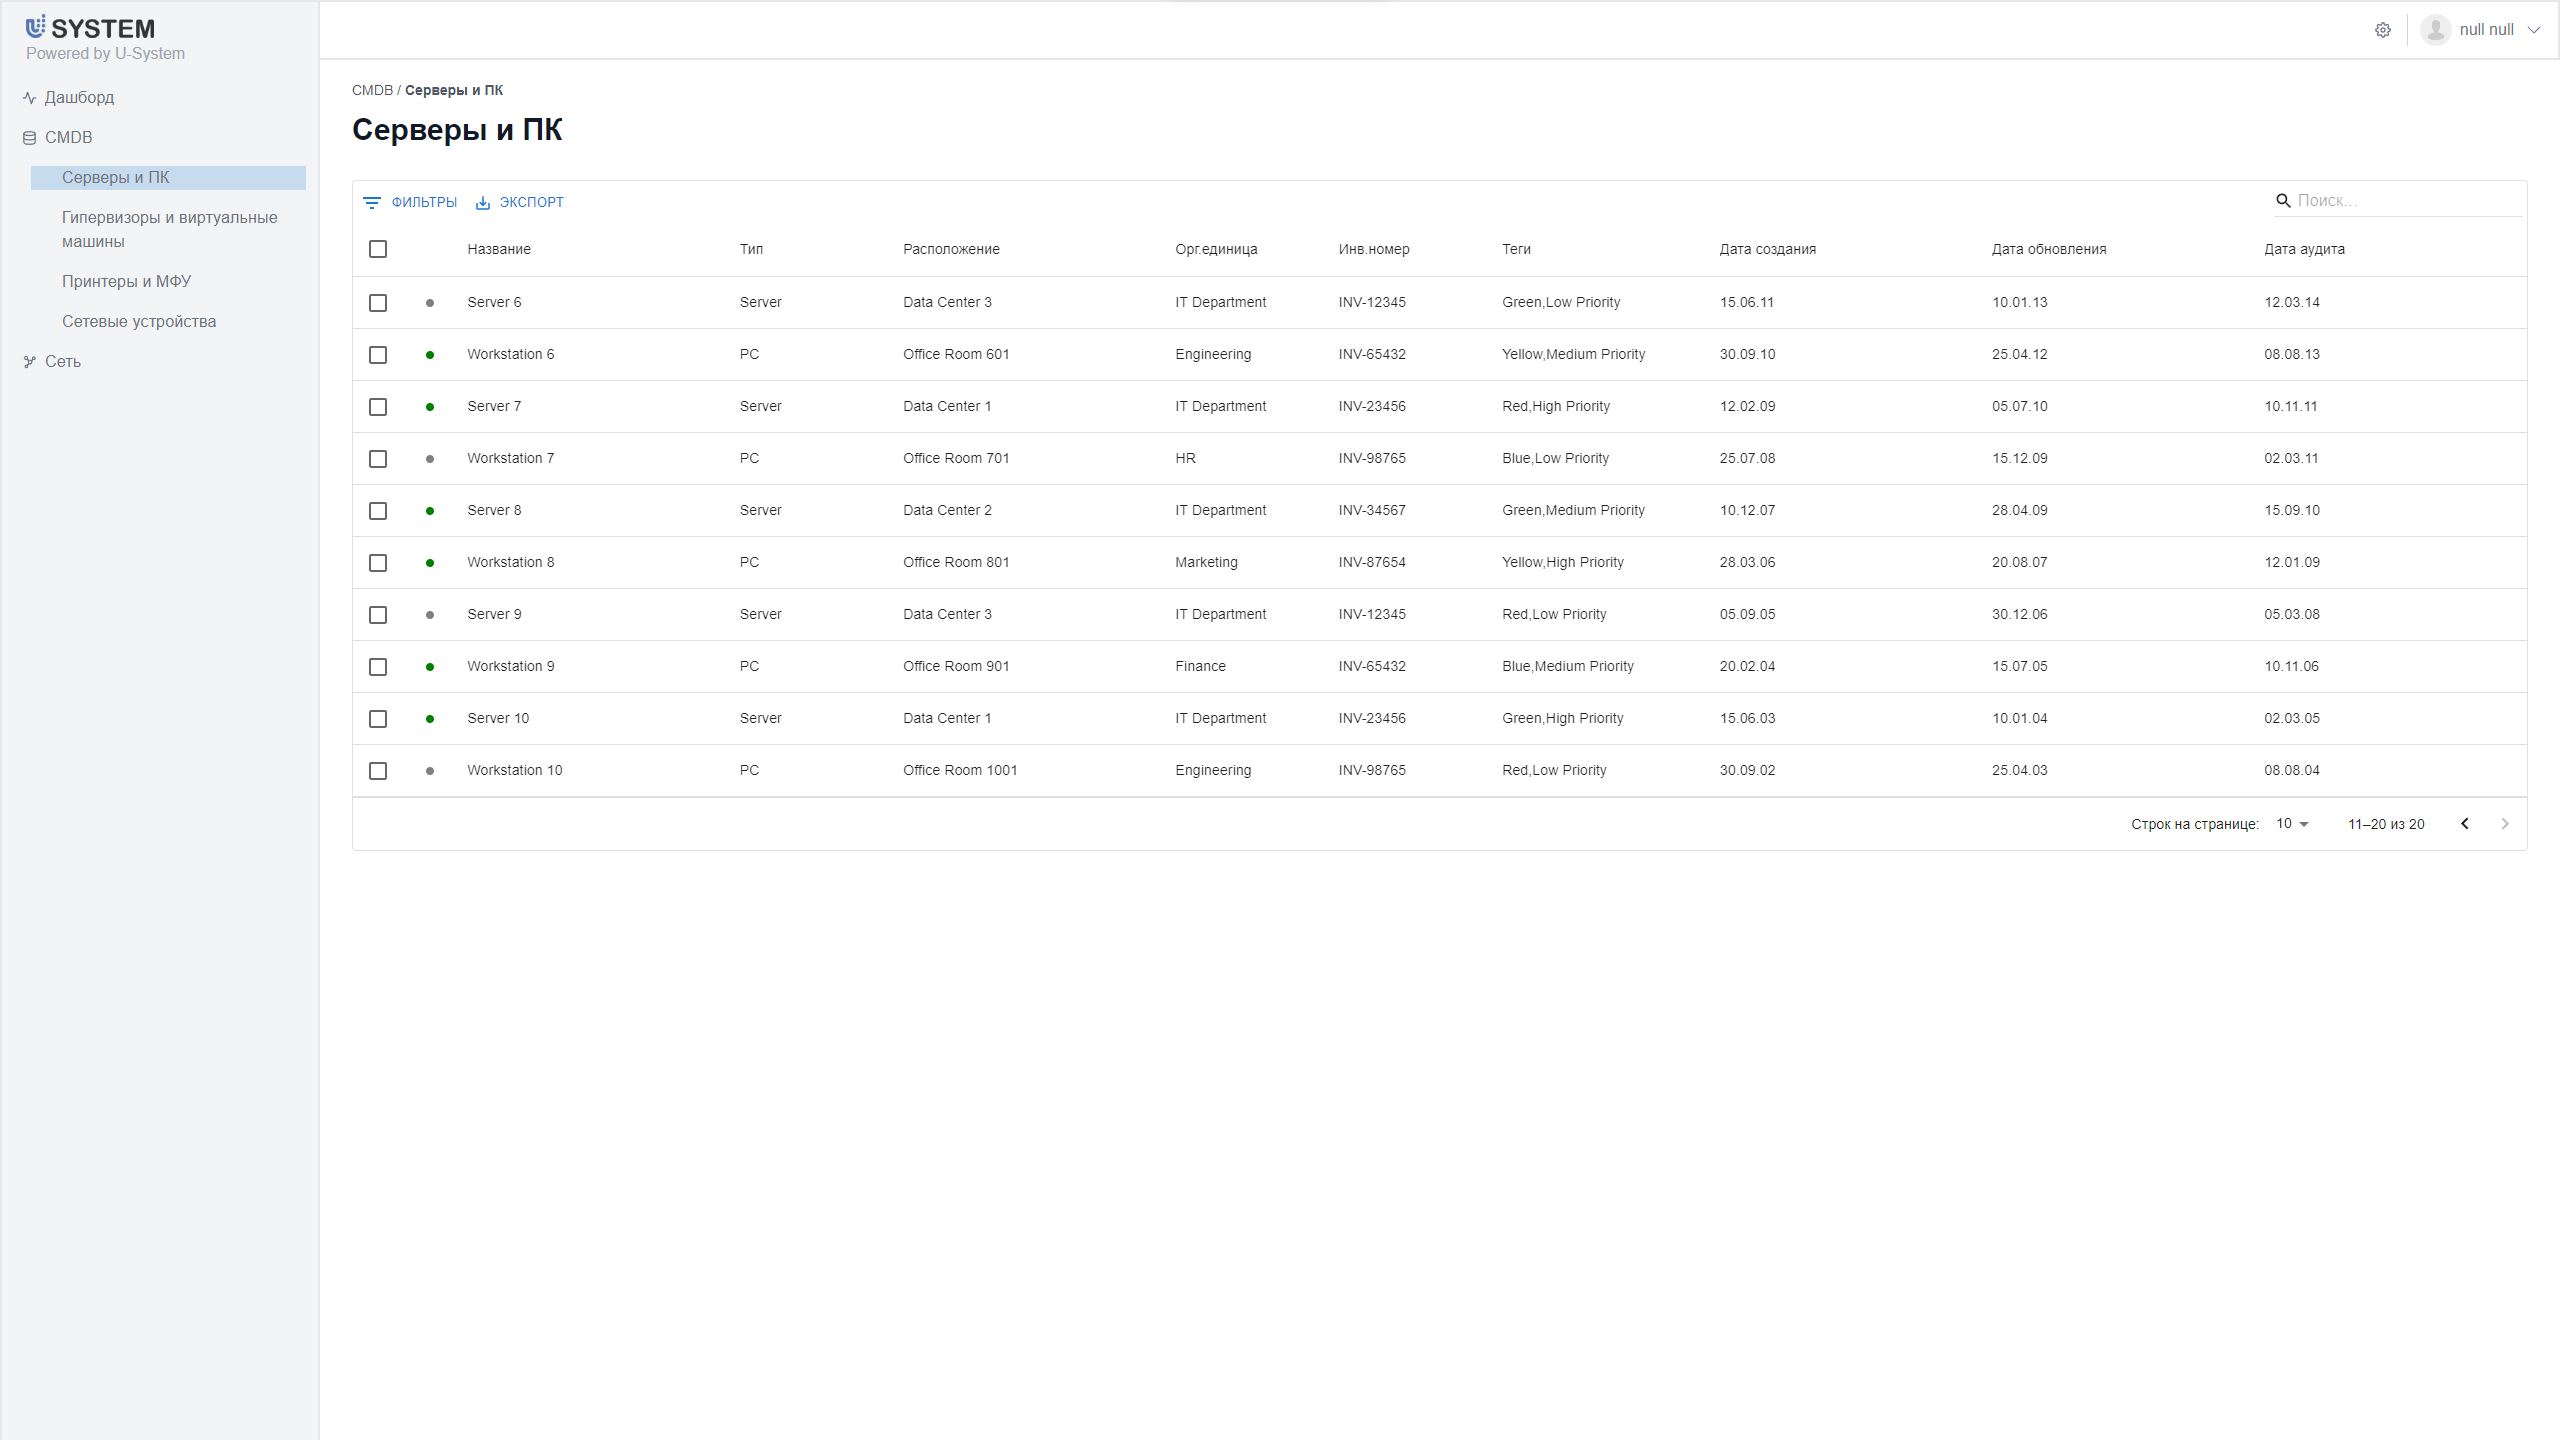 U SYSTEM
Powered by U-System
Дашборд
CMDB
Серверы и ПК
Гипервизоры и виртуальные
машины
Принтеры и МФУ
Сетевые устройства
Сеть
null null
CMDB / Серверы и ПК
Серверы и ПК
ФИЛЬТРЫ ЭКСПОРТ Поиск…
Название Тип Расположение Орг.единица Инв.номер Теги Дата создания Дата обновления Дата аудита
Server 6 Server Data Center 3 IT Department INV-12345 Green,Low Priority 15.06.11 10.01.13 12.03.14
Workstation 6 PC Office Room 601 Engineering INV-65432 Yellow,Medium Priority 30.09.10 25.04.12 08.08.13
Server 7 Server Data Center 1 IT Department INV-23456 Red,High Priority 12.02.09 05.07.10 10.11.11
Workstation 7 PC Office Room 701 HR INV-98765 Blue,Low Priority 25.07.08 15.12.09 02.03.11
Server 8 Server Data Center 2 IT Department INV-34567 Green,Medium Priority 10.12.07 28.04.09 15.09.10
Workstation 8 PC Office Room 801 Marketing INV-87654 Yellow,High Priority 28.03.06 20.08.07 12.01.09
Server 9 Server Data Center 3 IT Department INV-12345 Red,Low Priority 05.09.05 30.12.06 05.03.08
Workstation 9 PC Office Room 901 Finance INV-65432 Blue,Medium Priority 20.02.04 15.07.05 10.11.06
Server 10 Server Data Center 1 IT Department INV-23456 Green,High Priority 15.06.03 10.01.04 02.03.05
Workstation 10 PC Office Room 1001 Engineering INV-98765 Red,Low Priority 30.09.02 25.04.03 08.08.04
Строк на странице: 10 11–20 из 20